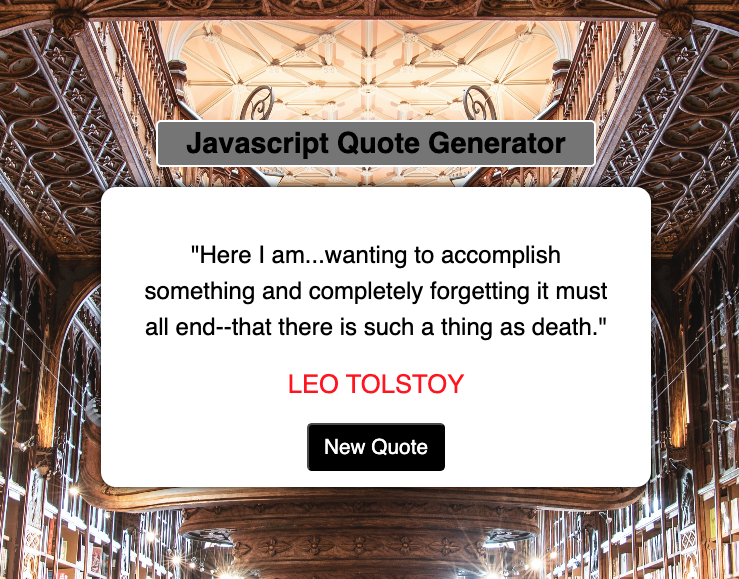 Javascript Quote Generator
"Here I am...wanting to accomplish
something and completely forgetting it must
all end--that there is such a thing as death."
LEO TOLSTOY
New Quote